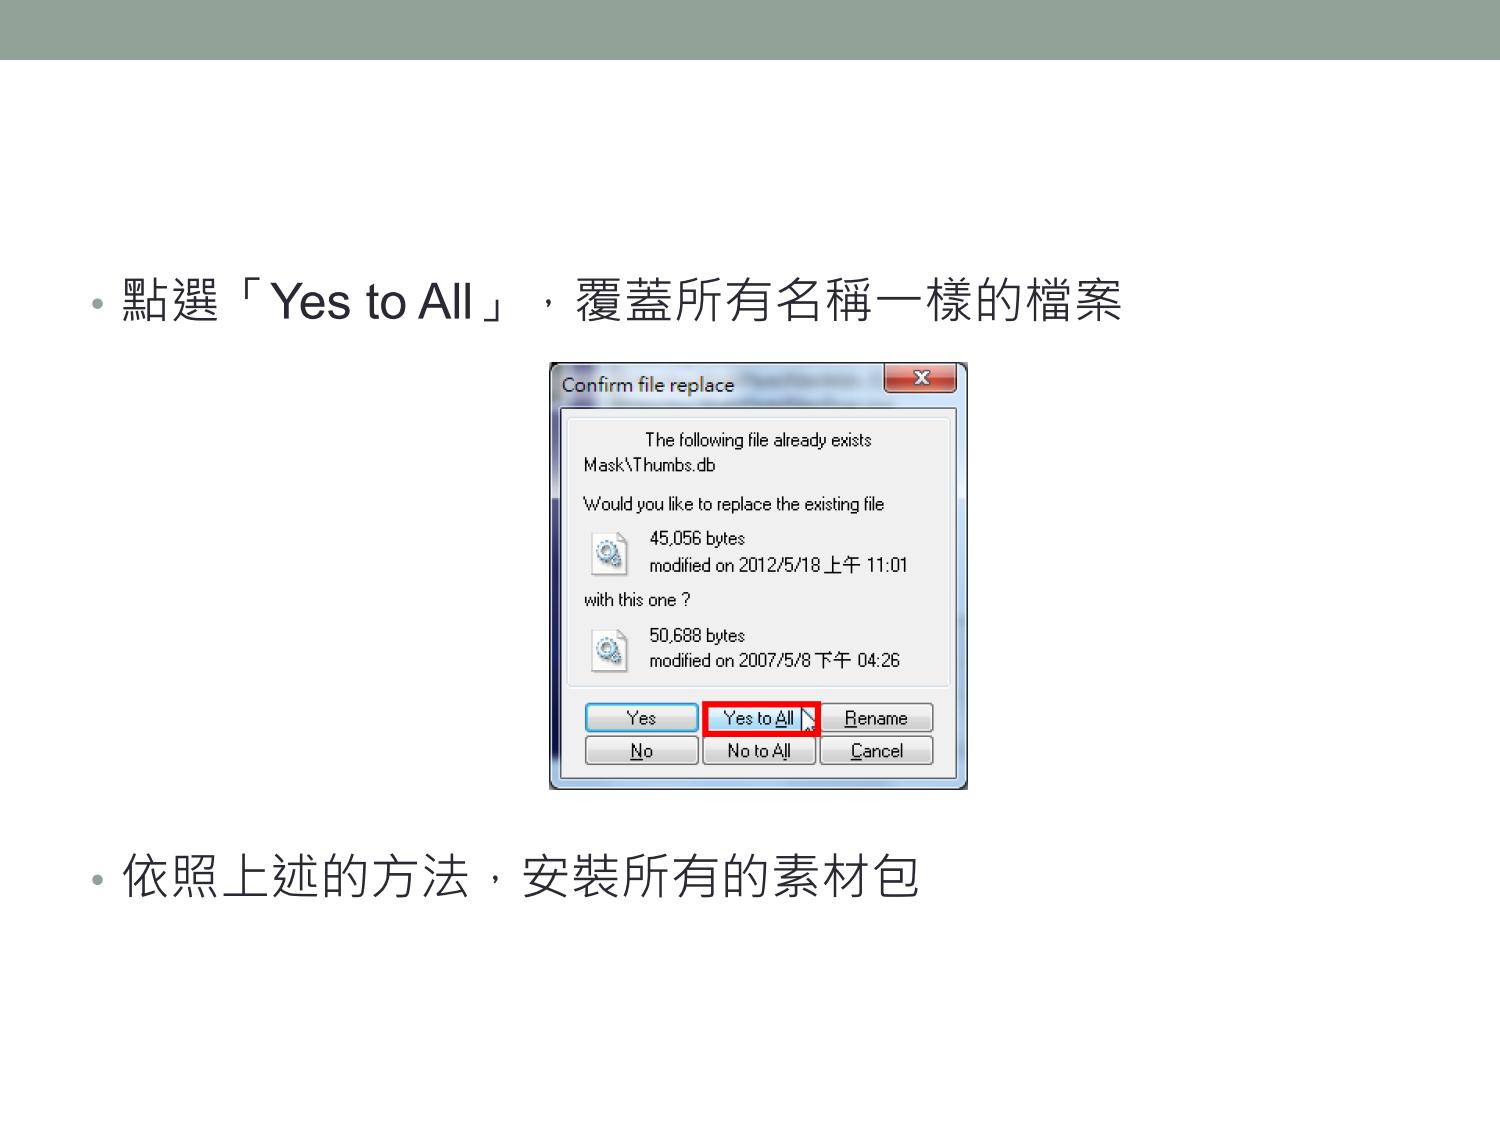 • 點選「Yes to All」，覆蓋所有名稱一樣的檔案
Confirm file replace
The following file already exists
Mask\Thumbs.db
Would you like to replace the existing file
45,056 bytes
modified on 2012/5/18 上午 11:01
with this one ?
50,688 bytes
modified on 2007/5/8 下午 04:26
Yes Yes to All Rename
No No to All Cancel
• 依照上述的方法，安裝所有的素材包